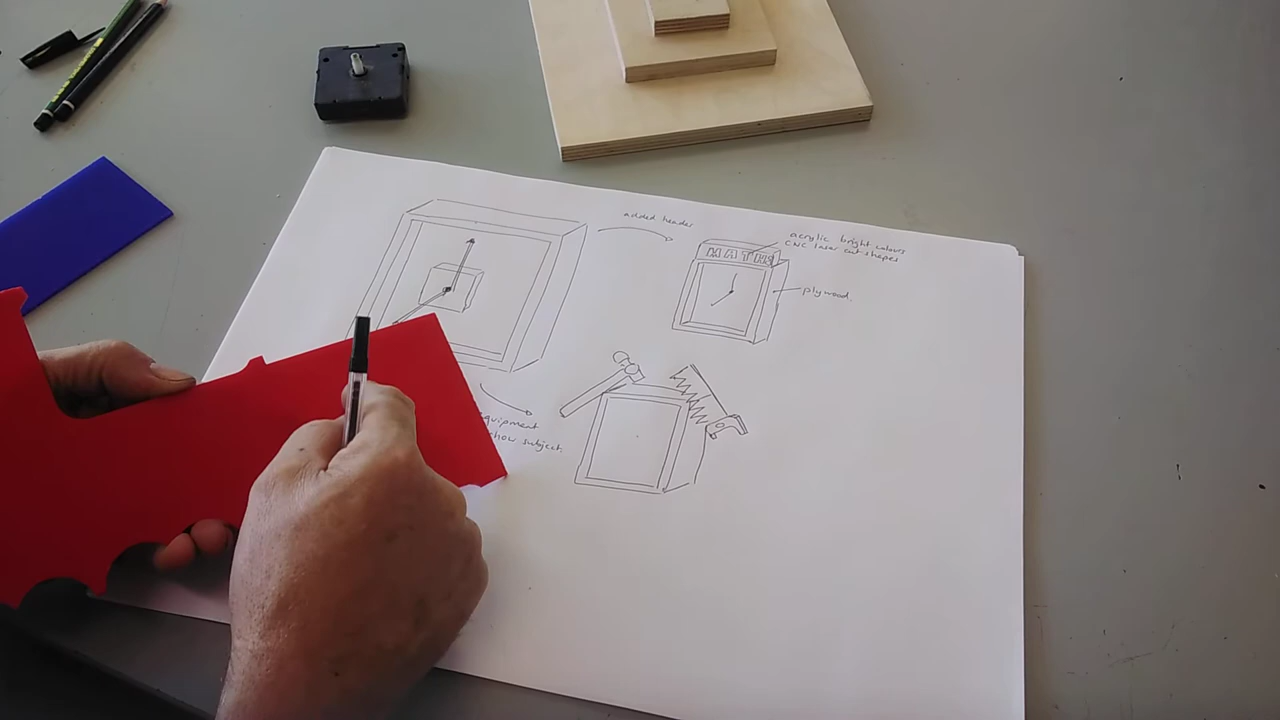 added header
acrylic bright colours
CNC laser cut shapes
MATHS
plywood.
equipment
show subject.